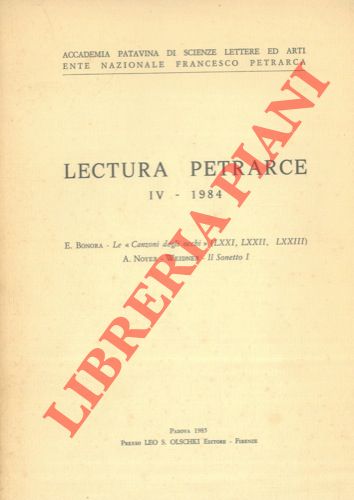 ACCADEMIA PATAVINA DI SCIENZE LETTERE ED ARTI
ENTE NAZIONALE FRANCESCO PETRARCA
LECTURA PETRARCE
IV - 1984
E. BONORA - Le « Canzoni degli occhi » (LXXI, LXXII, LXXIII)
A. NOYER - WEIDNER - Il Sonetto I
PADOVA 1985
PRESSO LEO S. OLSCHKI EDITORE - FIRENZE
LIBRERIA PIANI